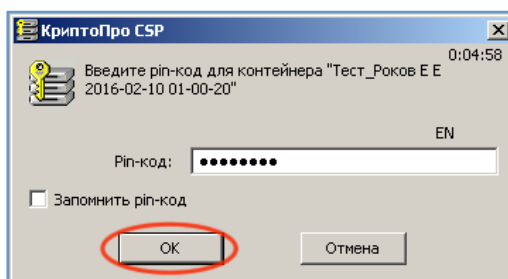 КриптоПро CSP
0:04:58
Введите pin-код для контейнера "Тест_Роков Е Е
2016-02-10 01-00-20"
EN
Pin-код: ●●●●●●●●
Запомнить pin-код
OK Отмена